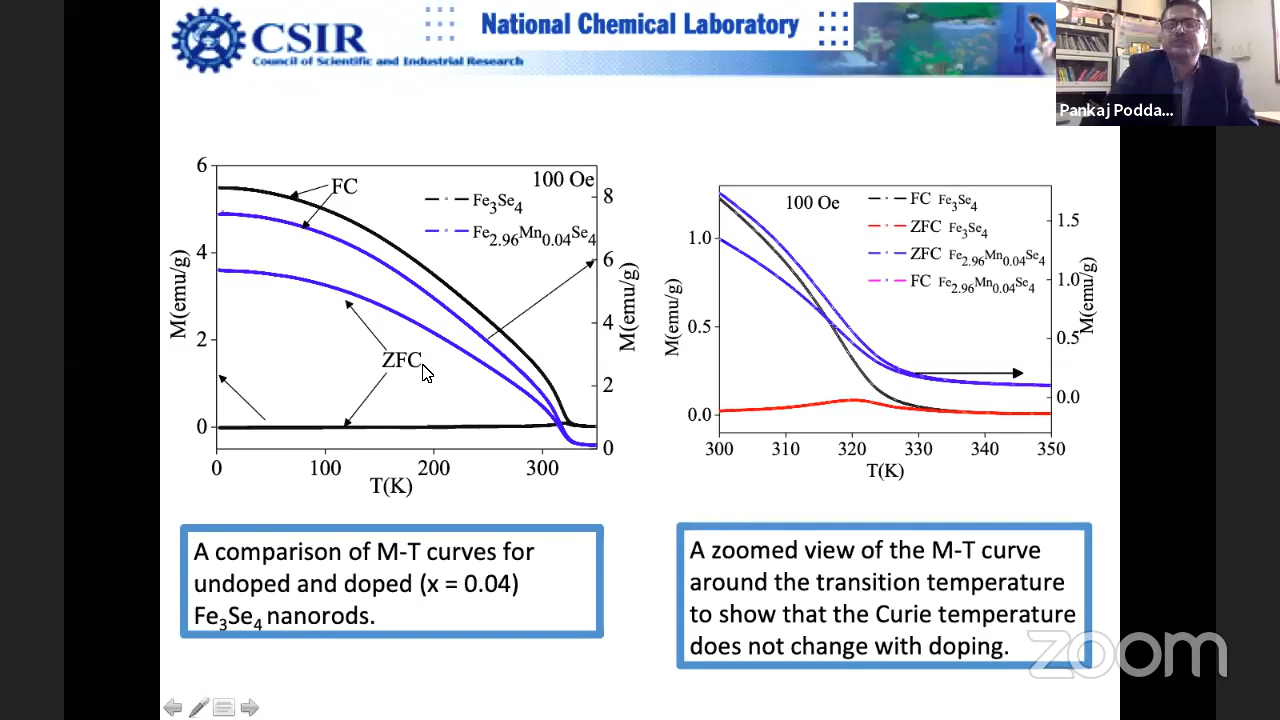 CSIR
Council of Scientific and Industrial Research
National Chemical Laboratory
Pankaj Podda...
6
4
2
0
M(emu/g)
FC
100 Oe
Fe3Se4
Fe2.96Mn0.04Se4
ZFC
8
6
4
2
0
M(emu/g)
0 100 200 300
T(K)
1.0
0.5
0.0
M(emu/g)
100 Oe
FC Fe3Se4
ZFC Fe3Se4
ZFC Fe2.96Mn0.04Se4
FC Fe2.96Mn0.04Se4
1.5
1.0
0.5
0.0
M(emu/g)
300 310 320 330 340 350
T(K)
A comparison of M-T curves for
undoped and doped (x = 0.04)
Fe3Se4 nanorods.
A zoomed view of the M-T curve
around the transition temperature
to show that the Curie temperature
does not change with doping.
zoom